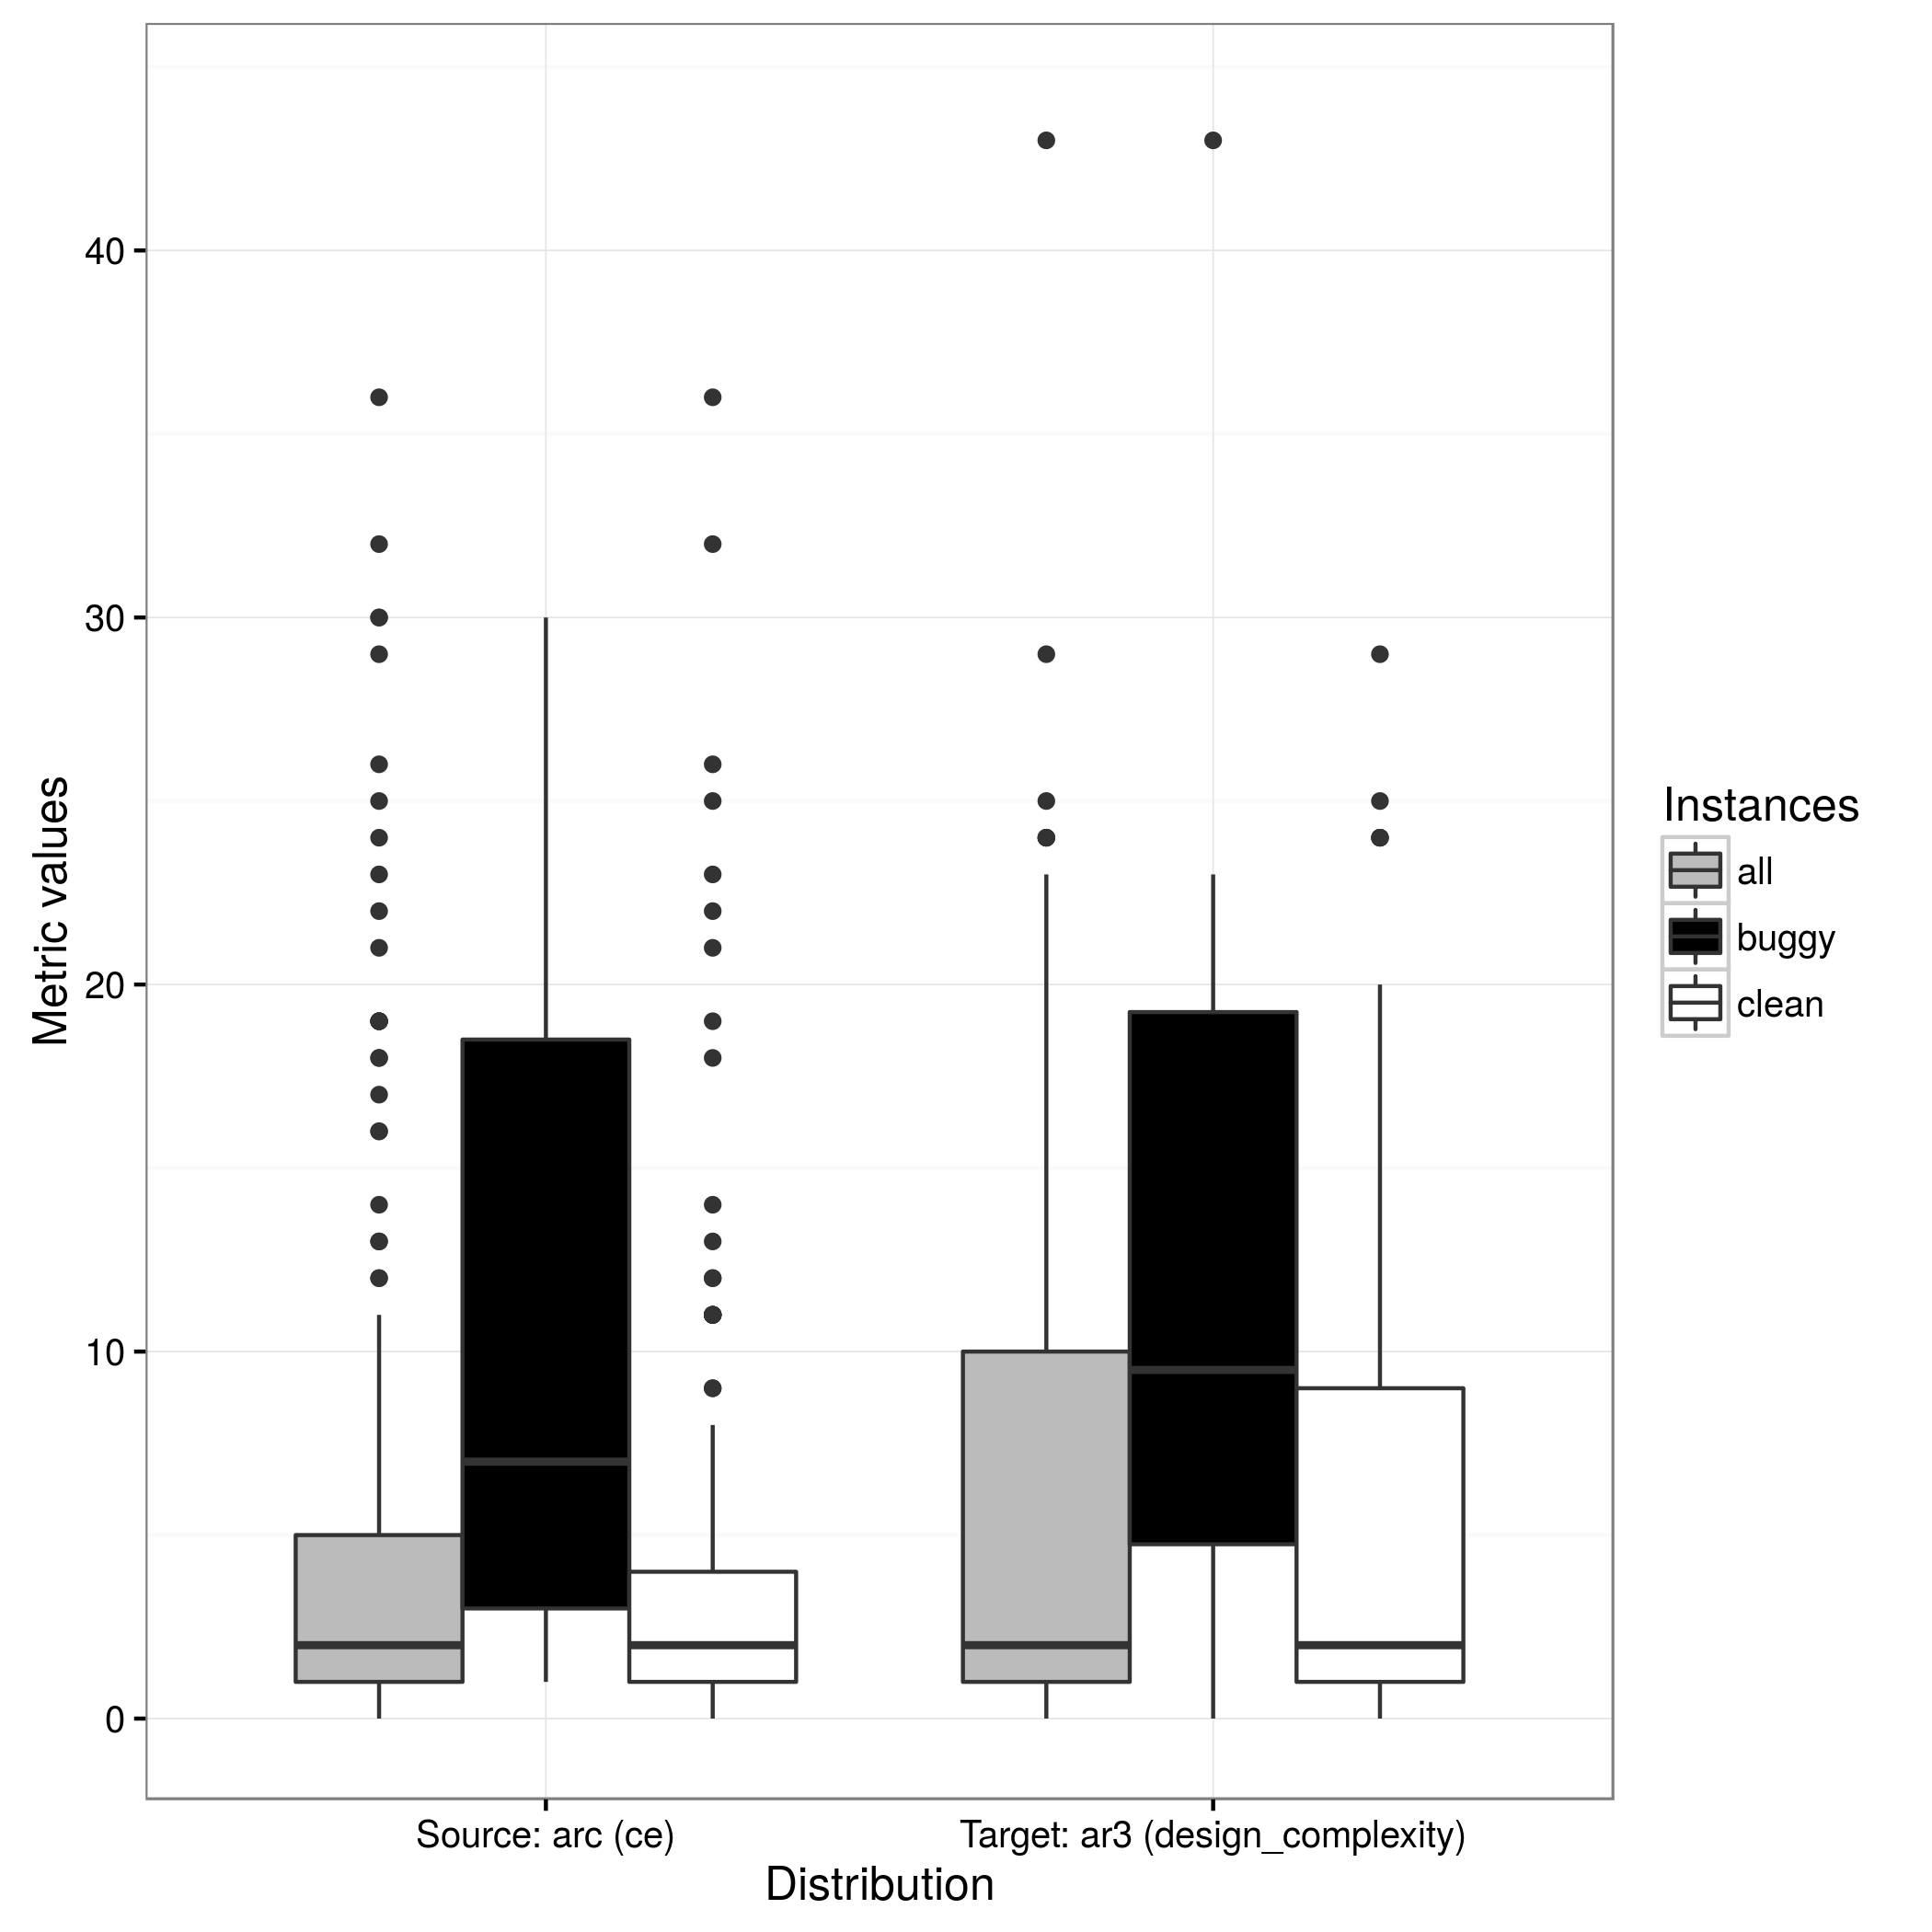 Metric values
40
30
20
10
0
Source: arc (ce)
Target: ar3 (design_complexity)
Distribution
Instances
all
buggy
clean